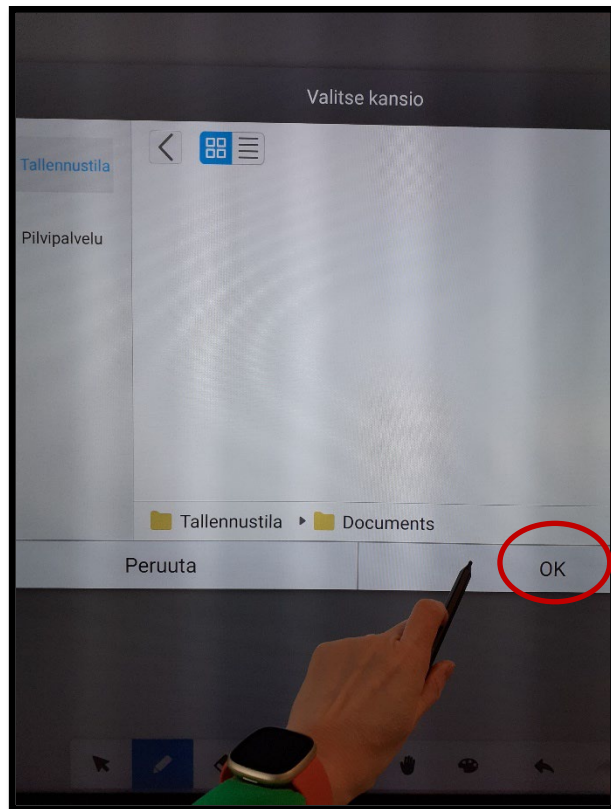 Valitse kansio
Tallennustila
Pilvipalvelu
Tallennustila Documents
Peruuta OK